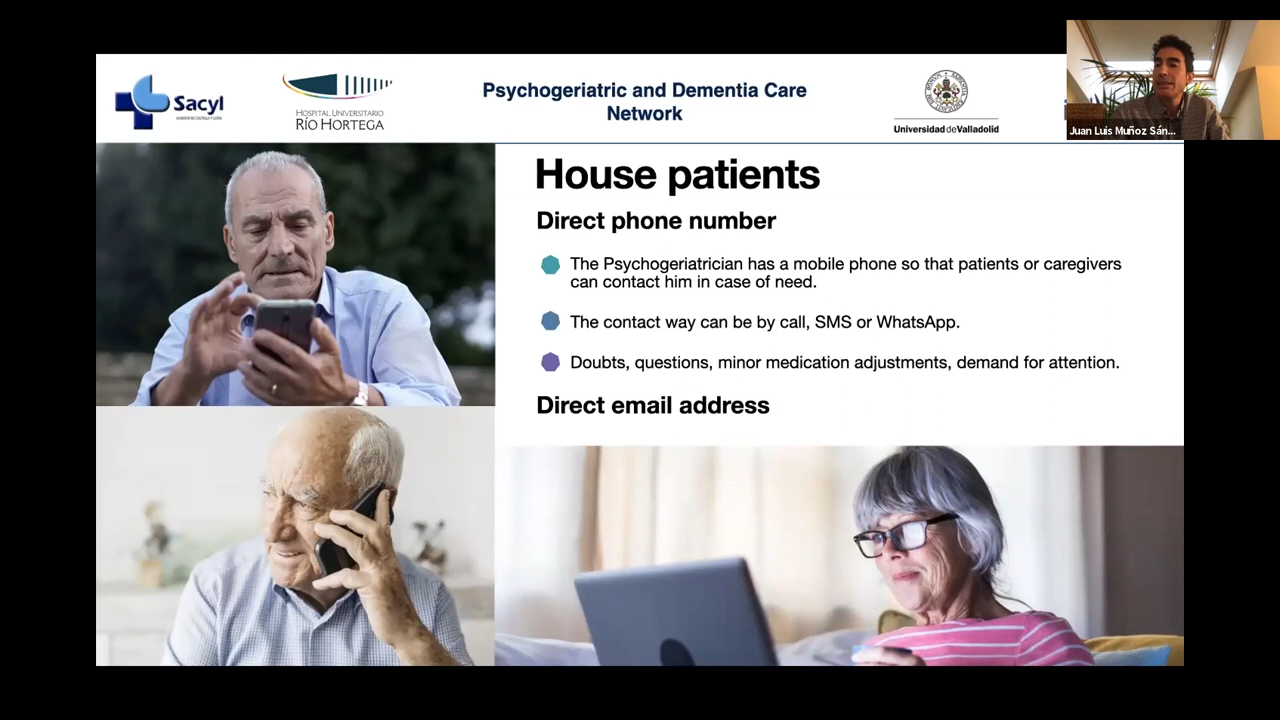 Sacyl
HOSPITAL UNIVERSITARIO
RÍO HORTEGA
Psychogeriatric and Dementia Care
Network
Universidad de Valladolid
Juan Luis Muñoz Sán...
House patients
Direct phone number
The Psychogeriatrician has a mobile phone so that patients or caregivers
can contact him in case of need.
The contact way can be by call, SMS or WhatsApp.
Doubts, questions, minor medication adjustments, demand for attention.
Direct email address